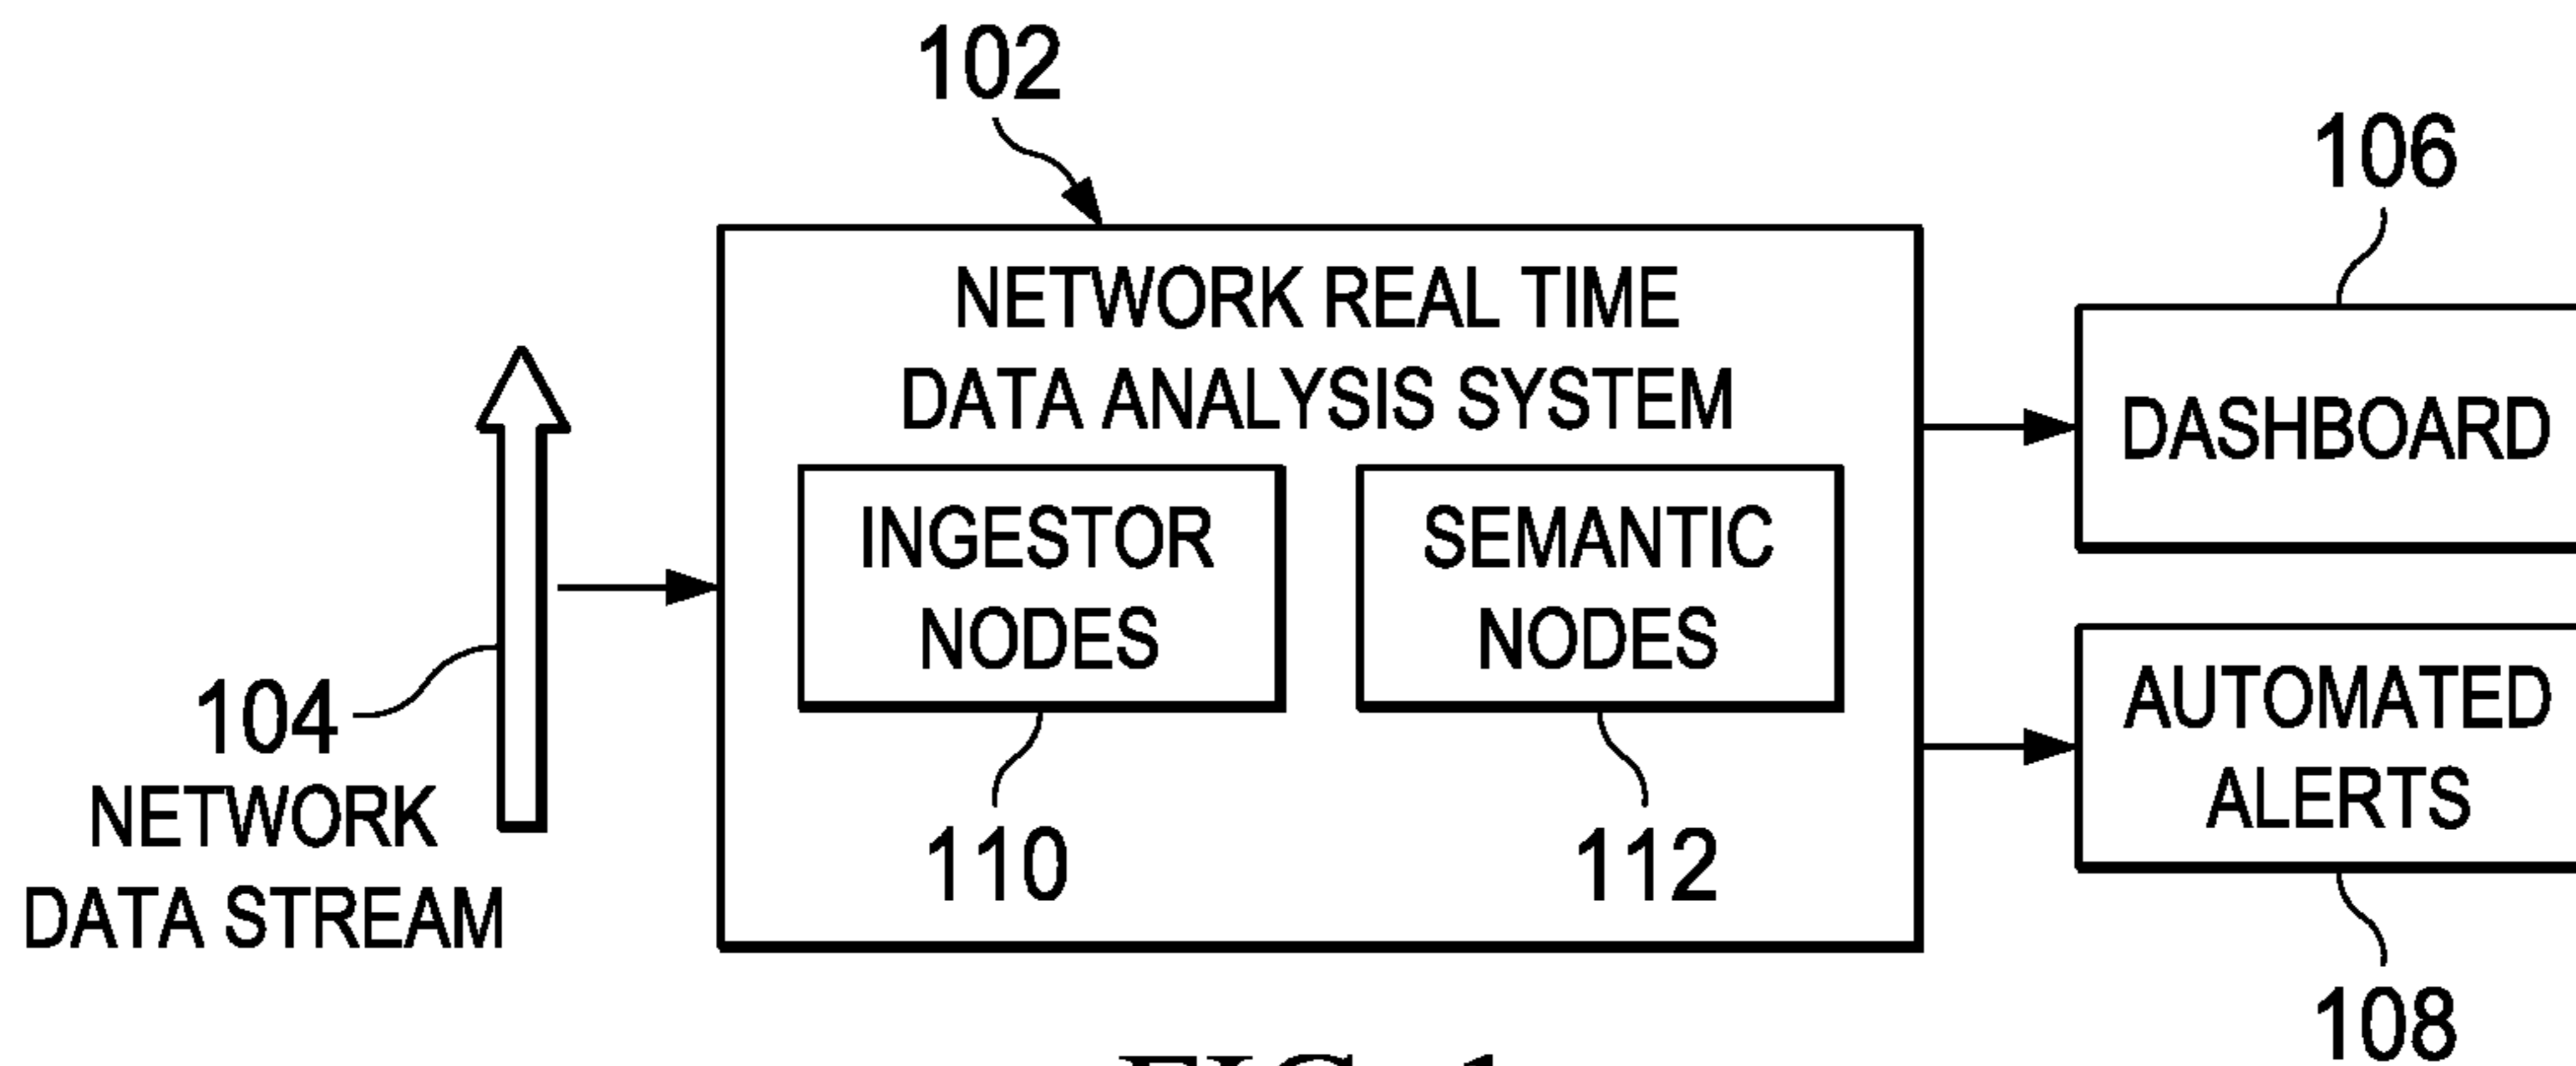 102
106
NETWORK REAL TIME
DATA ANALYSIS SYSTEM
DASHBOARD
INGESTOR
NODES
SEMANTIC
NODES
104
NETWORK
DATA STREAM
AUTOMATED
ALERTS
110
112
108